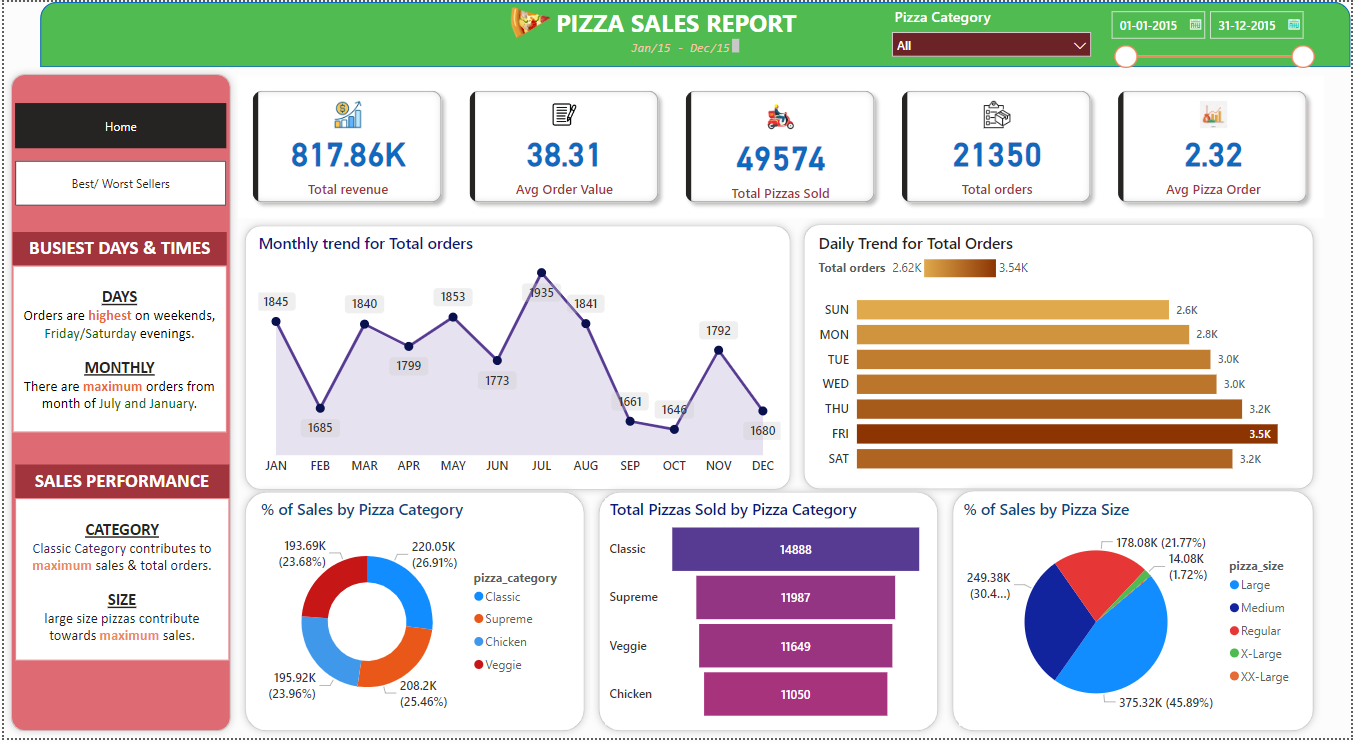 PIZZA SALES REPORT
Jan/15 - Dec/15
Pizza Category
All
01-01-2015
31-12-2015
Home
Best/ Worst Sellers
BUSIEST DAYS & TIMES
DAYS
Orders are highest on weekends,
Friday/Saturday evenings.
MONTHLY
There are maximum orders from
month of July and January.
SALES PERFORMANCE
CATEGORY
Classic Category contributes to
maximum sales & total orders.
SIZE
large size pizzas contribute
towards maximum sales.
817.86K
Total revenue
38.31
Avg Order Value
49574
Total Pizzas Sold
21350
Total orders
2.32
Avg Pizza Order
Monthly trend for Total orders
1845
1685
1840
1799
1853
1773
1935
1841
1661
1646
1792
1680
JAN
FEB
MAR
APR
MAY
JUN
JUL
AUG
SEP
OCT
NOV
DEC
Daily Trend for Total Orders
Total orders 2.62K 3.54K
SUN 2.6K
MON 2.8K
TUE 3.0K
WED 3.0K
THU 3.2K
FRI 3.5K
SAT 3.2K
% of Sales by Pizza Category
193.69K
(23.68%)
220.05K
(26.91%)
195.92K
(23.96%)
208.2K
(25.46%)
pizza_category
Classic
Supreme
Chicken
Veggie
Total Pizzas Sold by Pizza Category
Classic 14888
Supreme 11987
Veggie 11649
Chicken 11050
% of Sales by Pizza Size
178.08K (21.77%)
14.08K
(1.72%)
249.38K
(30.4...)
375.32K (45.89%)
pizza_size
Large
Medium
Regular
X-Large
XX-Large